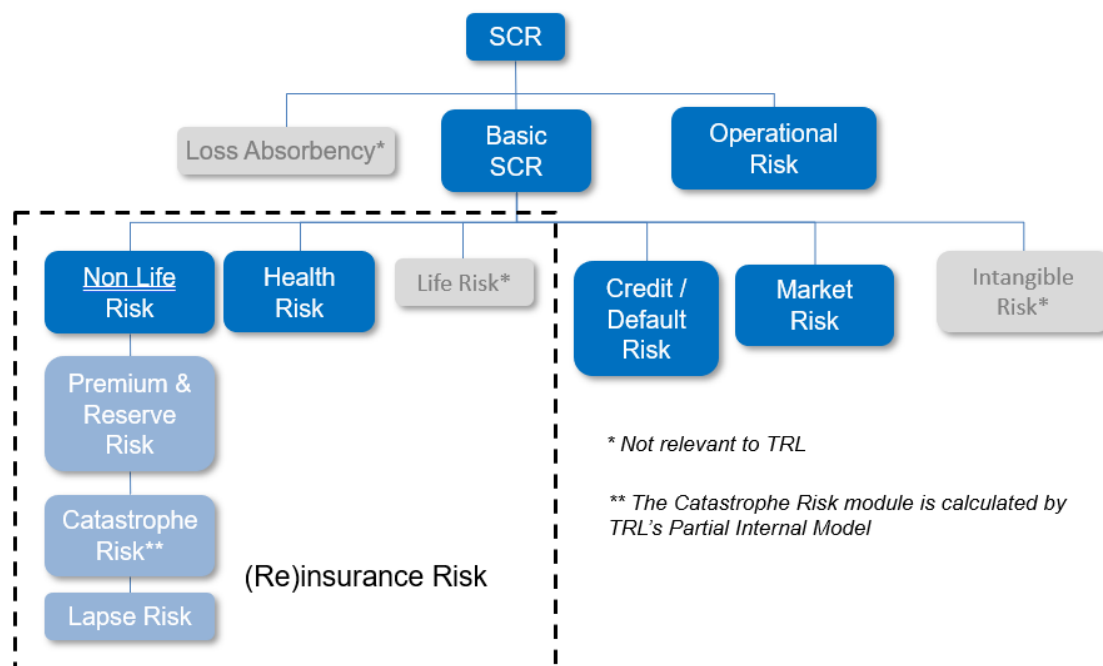 SCR
Loss Absorbency*
Basic
SCR
Operational
Risk
Non Life
Risk
Health
Risk
Life Risk*
Credit /
Default
Risk
Market
Risk
Intangible
Risk*
Premium &
Reserve
Risk
Catastrophe
Risk**
Lapse Risk
(Re)insurance Risk
* Not relevant to TRL
** The Catastrophe Risk module is calculated by
TRL's Partial Internal Model